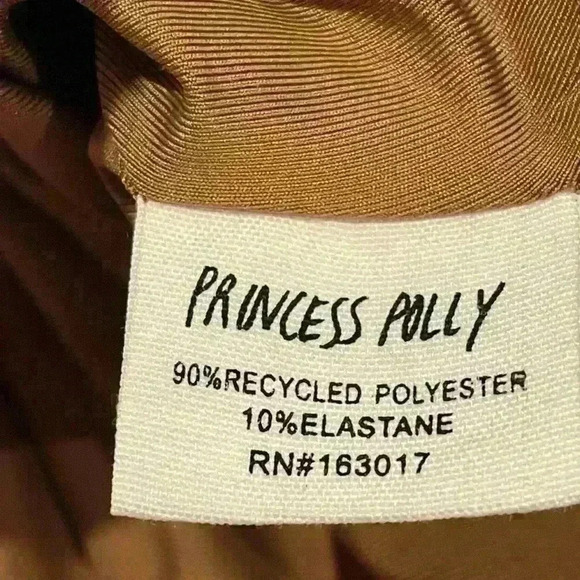 PRINCESS POLLY
90%RECYCLED POLYESTER
10%ELASTANE
RN#163017